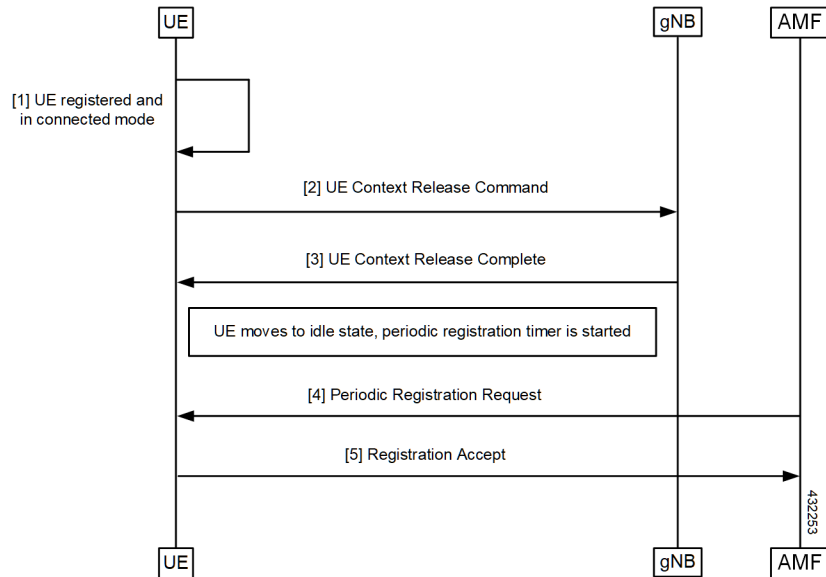 UE
gNB
AMF
[1] UE registered and
in connected mode
[2] UE Context Release Command
[3] UE Context Release Complete
UE moves to idle state, periodic registration timer is started
[4] Periodic Registration Request
[5] Registration Accept
432253
UE
gNB
AMF